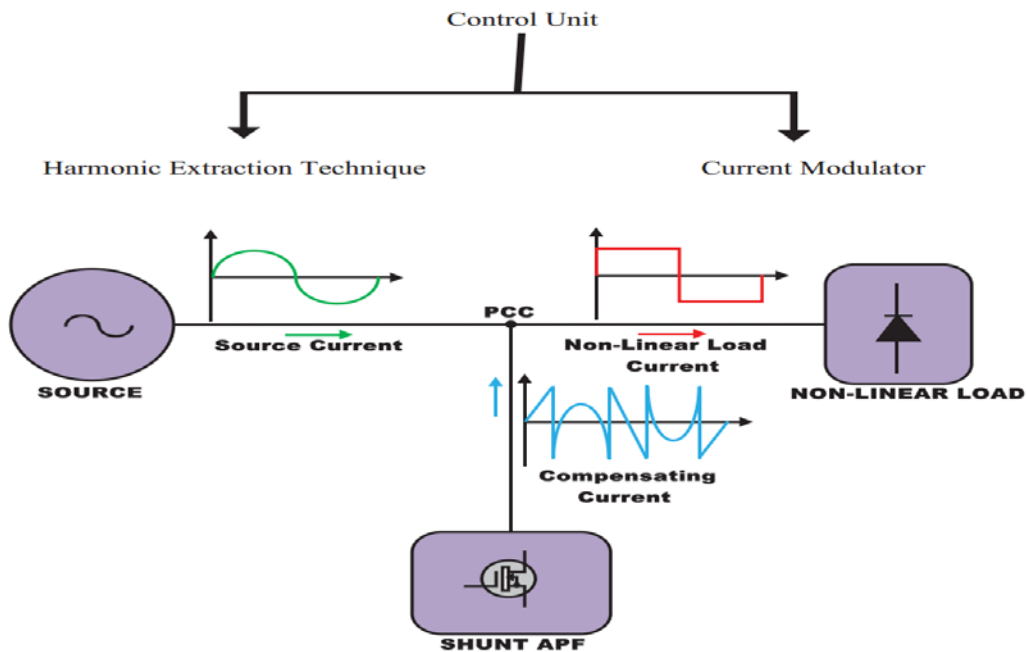 Control Unit
Harmonic Extraction Technique
Current Modulator
PCC
Source Current
Non-Linear Load
Current
SOURCE
NON-LINEAR LOAD
Compensating
Current
SHUNT APF